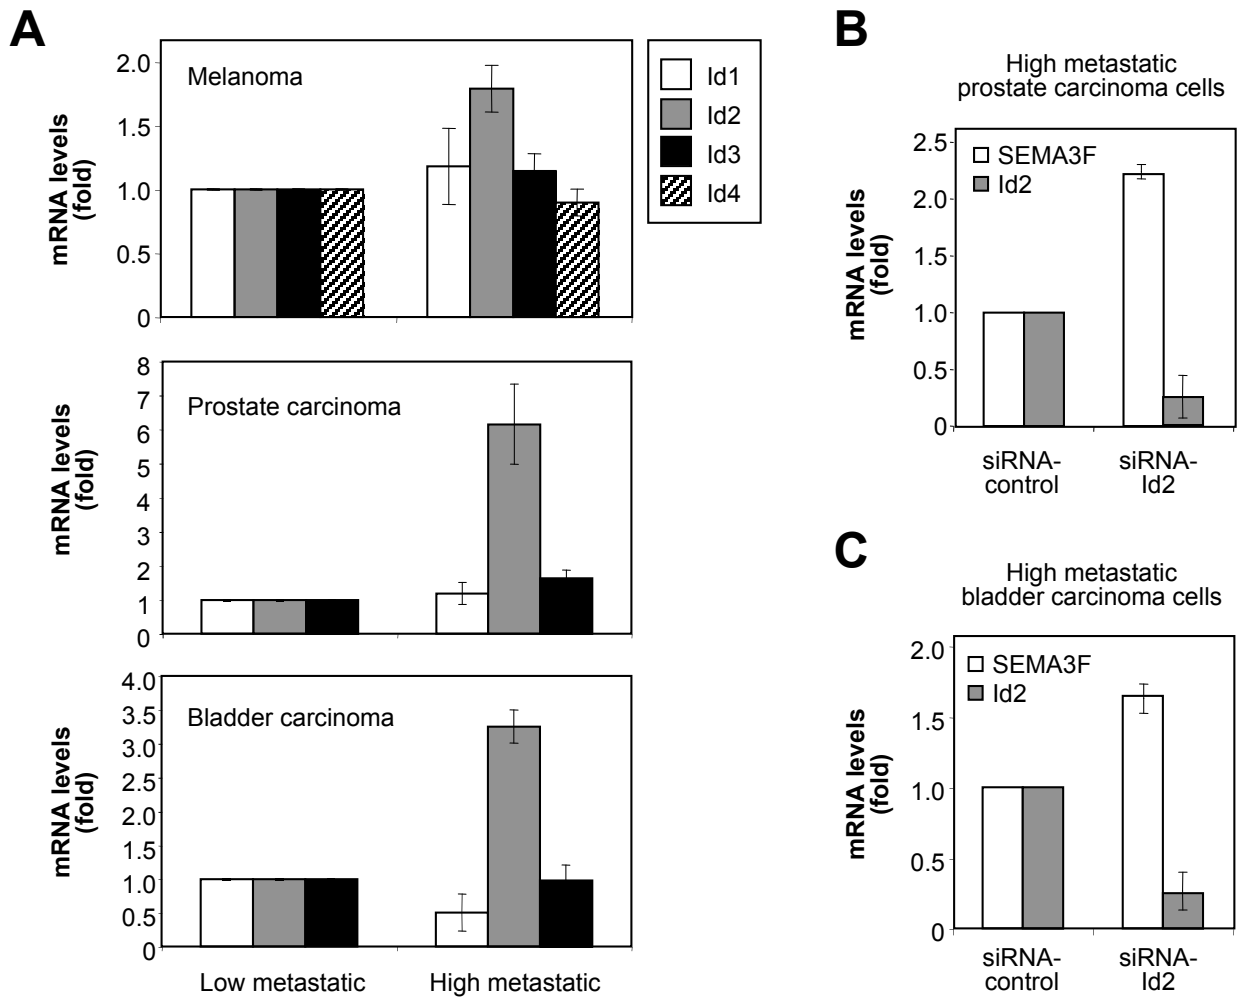 A
mRNA levels
(fold)
2.0
1.5
1.0
0.5
0
Melanoma
Id1
Id2
Id3
Id4
mRNA levels
(fold)
8
7
6
5
4
3
2
1
0
Prostate carcinoma
mRNA levels
(fold)
4.0
3.5
3.0
2.5
2.0
1.5
1.0
0.5
0
Bladder carcinoma
Low metastatic
High metastatic
B
High metastatic
prostate carcinoma cells
mRNA levels
(fold)
2.5
2.0
1.5
1.0
0.5
0
SEMA3F
Id2
siRNA-
control
siRNA-
Id2
C
High metastatic
bladder carcinoma cells
mRNA levels
(fold)
2.0
1.5
1.0
0.5
0
SEMA3F
Id2
siRNA-
control
siRNA-
Id2